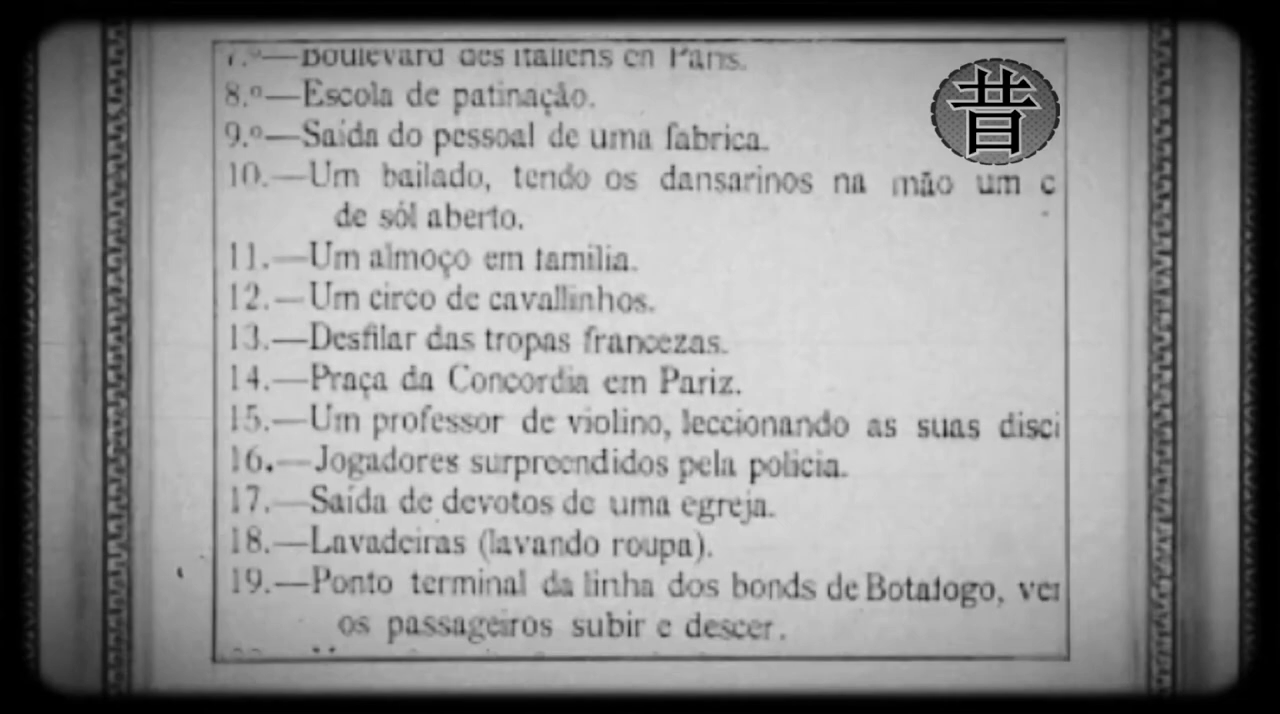 7.º—Boulevard des Italiens en Paris.
昔
8.º—Escola de patinação.
9.º—Saida do pessoal de uma fabrica.
10.—Um bailado, tendo os dansarinos na mão um c
de sól aberto.
11.—Um almoço em familia.
12.—Um circo de cavallinhos.
13.—Desfilar das tropas francezas.
14.—Praça da Concordia em Pariz.
15.—Um professor de violino, leccionando as suas disci
16.—Jogadores surpreendidos pela policia.
17.—Saida de devotos de uma egreja.
18.—Lavadeiras (lavando roupa).
19.—Ponto terminal da linha dos bonds de Botafogo, ver
os passageiros subir e descer.